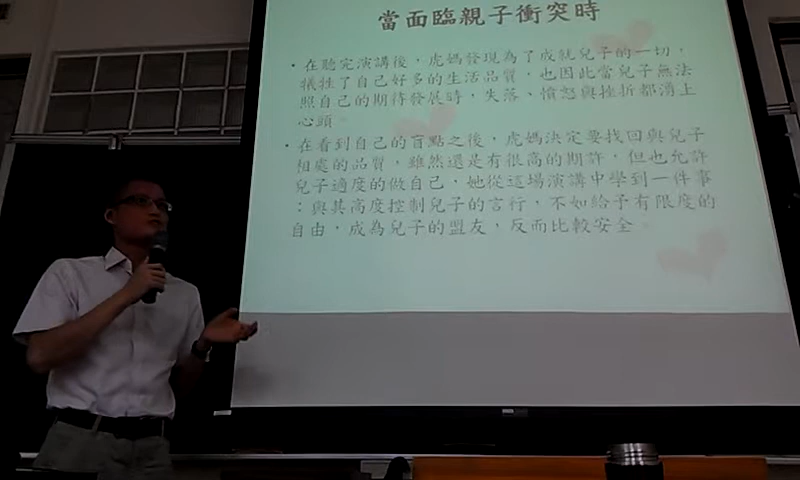 當面臨親子衝突時
•在聽完演講後，虎媽發現為了成就兒子的一切，
犧牲了自己好多的生活品質，也因此當兒子無法
照自己的期待發展時，失落、憤怒與挫折都湧上
心頭。
•在看到自己的盲點之後，虎媽決定要找回與兒子
相處的品質，雖然還是有很高的期許，但也允許
兒子適度的做自己，她從這場演講中學到一件事
：與其高度控制兒子的言行，不如給予有限度的
自由，成為兒子的盟友，反而比較安全。